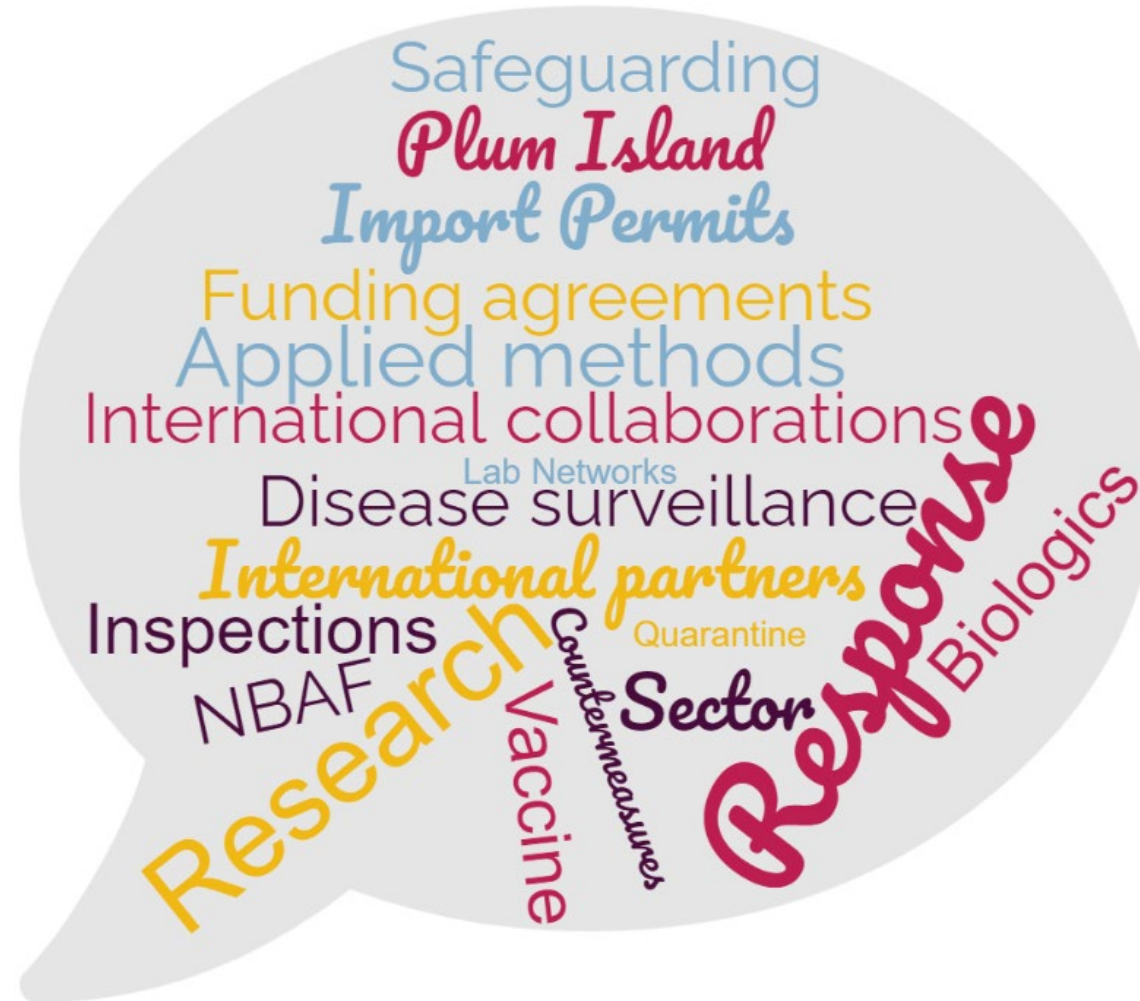 Safeguarding
Plum Island
Import Permits
Funding agreements
Applied methods
International collaborations
Lab Networks
Disease surveillance
International partners
Response
Biologics
Inspections
Quarantine
NBAF
Research
Vaccine
Countermeasures
Sector